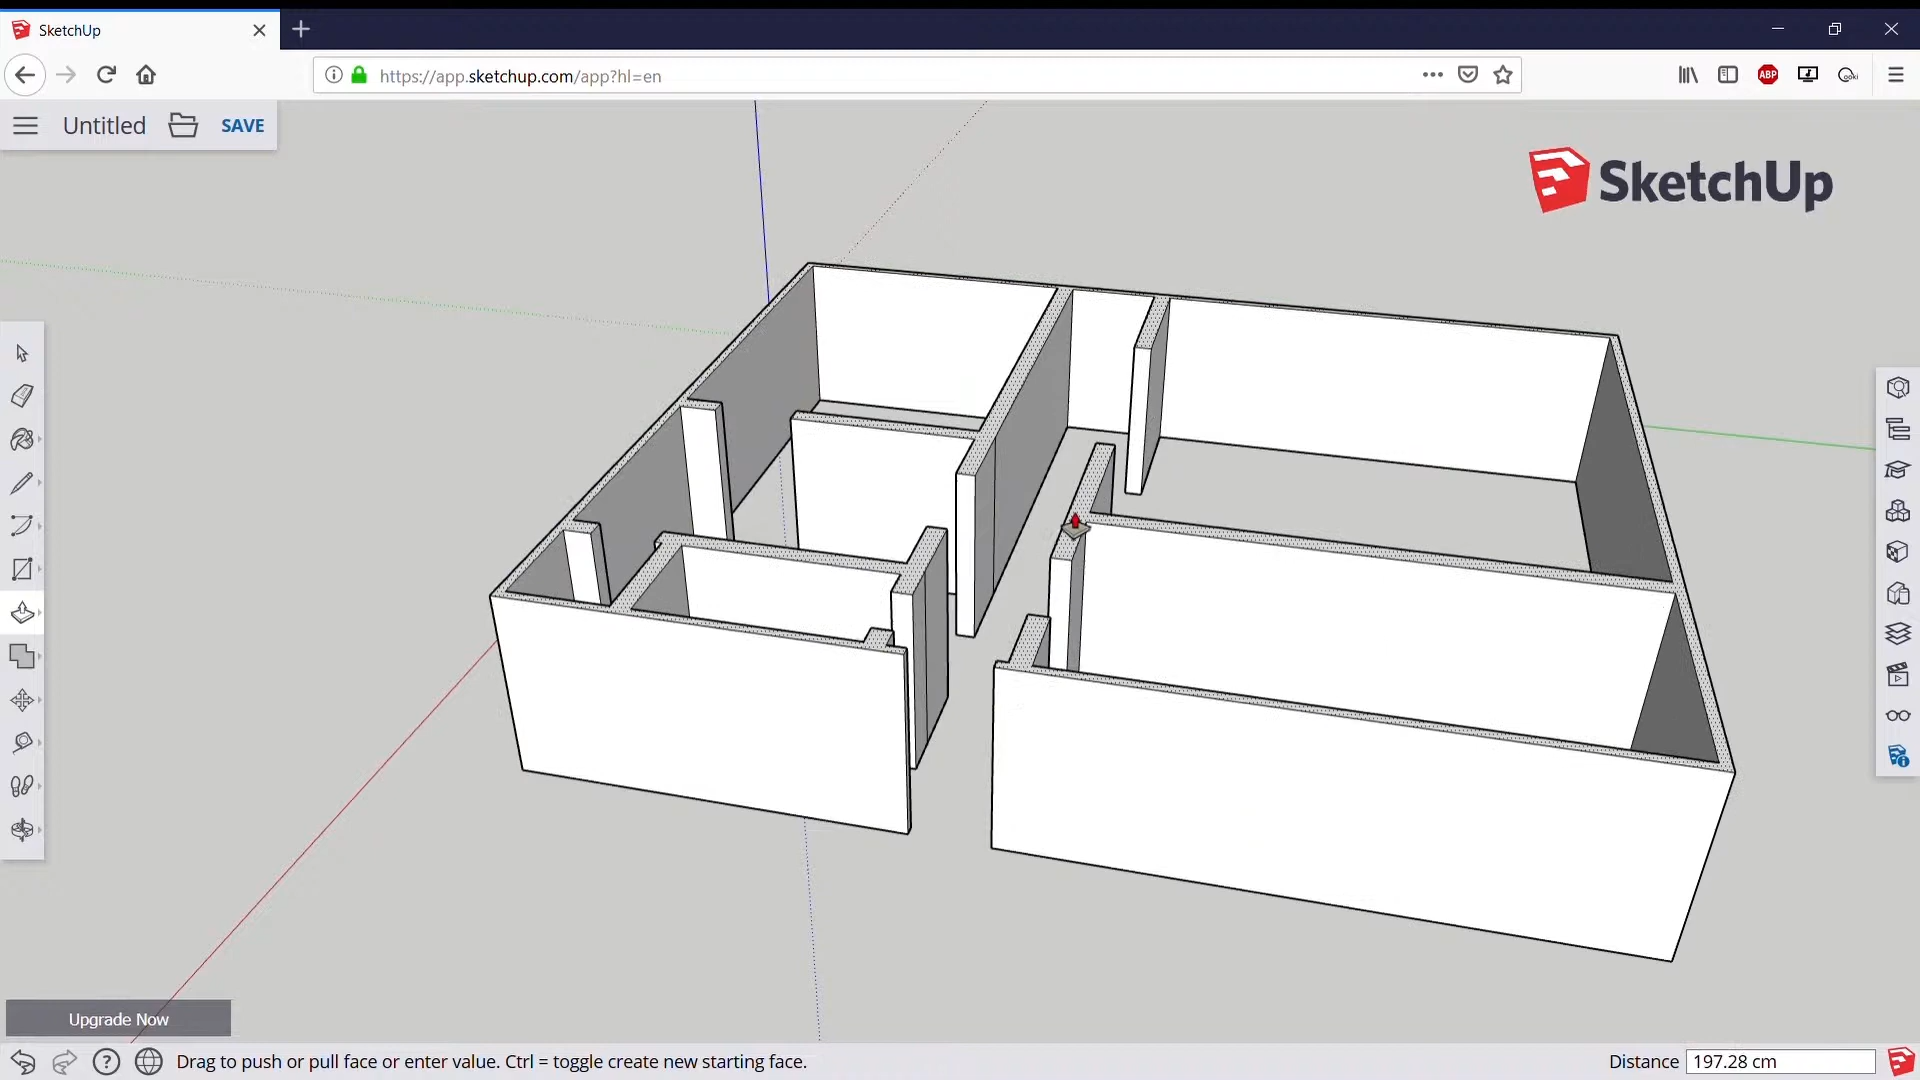 SketchUp
https://app.sketchup.com/app?hl=en
ABP
Untitled
SAVE
SketchUp
Upgrade Now
Drag to push or pull face or enter value. Ctrl = toggle create new starting face.
Distance 197.28 cm